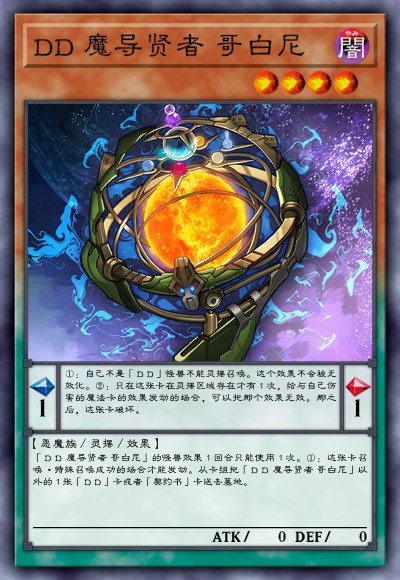 DD 魔导贤者 哥白尼
闇
やみ
①：自己不是「ＤＤ」怪兽不能灵摆召唤。这个效果不会被无
效化。②：只在这张卡在灵摆区域存在才有１次，给与自己伤
害的魔法卡的效果发动的场合，可以把那个效果无效。那之
后，这张卡破坏。
1
1
【恶魔族／灵摆／效果】
「ＤＤ 魔导贤者 哥白尼」的怪兽效果１回合只能使用１次。①：这张卡召
唤·特殊召唤成功的场合才能发动。从卡组把「ＤＤ 魔导贤者 哥白尼」以
外的１张「ＤＤ」卡或者「契约书」卡送去墓地。
ATK/ 0 DEF/ 0